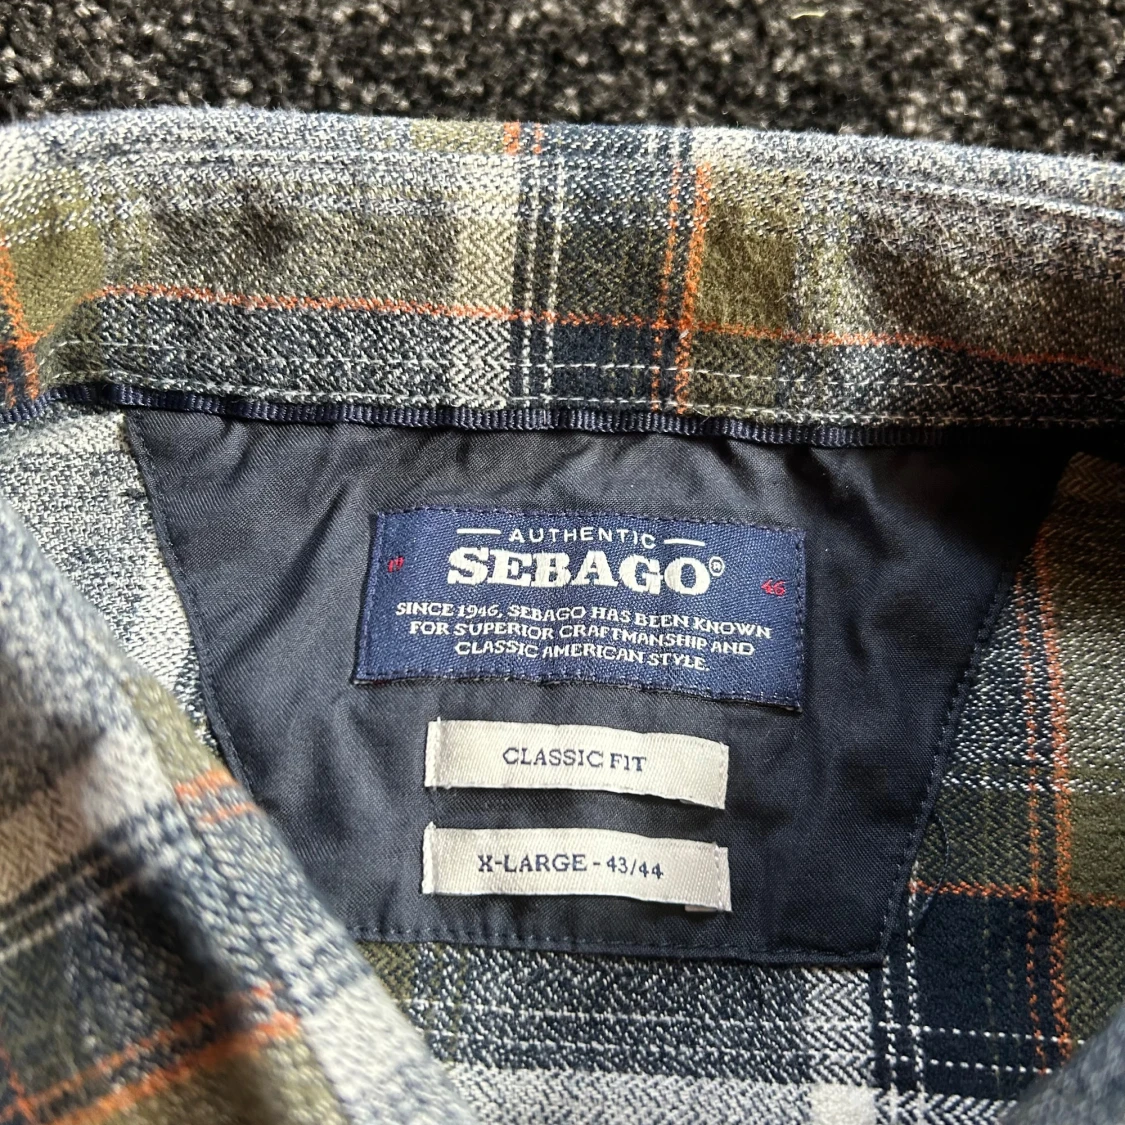 AUTHENTIC
SEBAGO®
46
SINCE 1946, SEBAGO HAS BEEN KNOWN
FOR SUPERIOR CRAFTMANSHIP AND
CLASSIC AMERICAN STYLE.
CLASSIC FIT
X-LARGE - 43/44